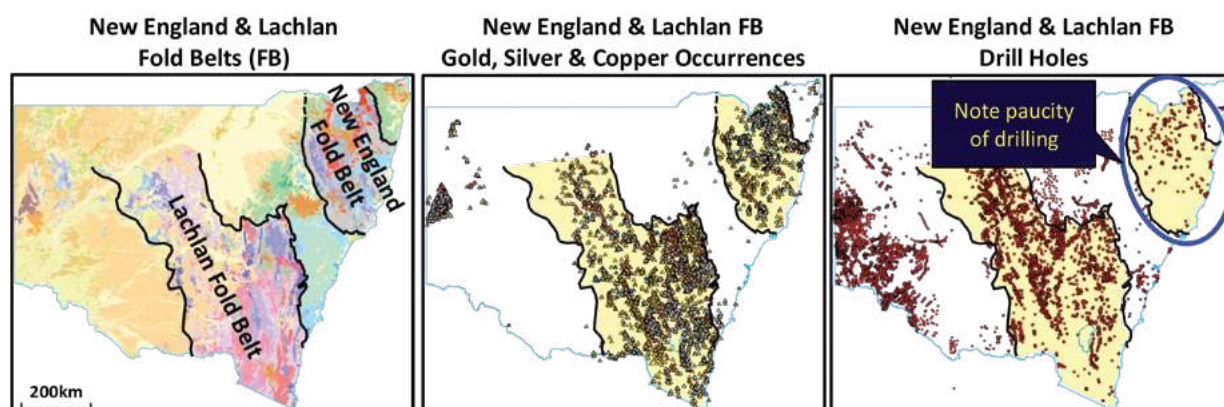 New England & Lachlan
Fold Belts (FB)
New England
Fold Belt
Lachlan Fold Belt
200km
New England & Lachlan FB
Gold, Silver & Copper Occurrences
New England & Lachlan FB
Drill Holes
Note paucity
of drilling